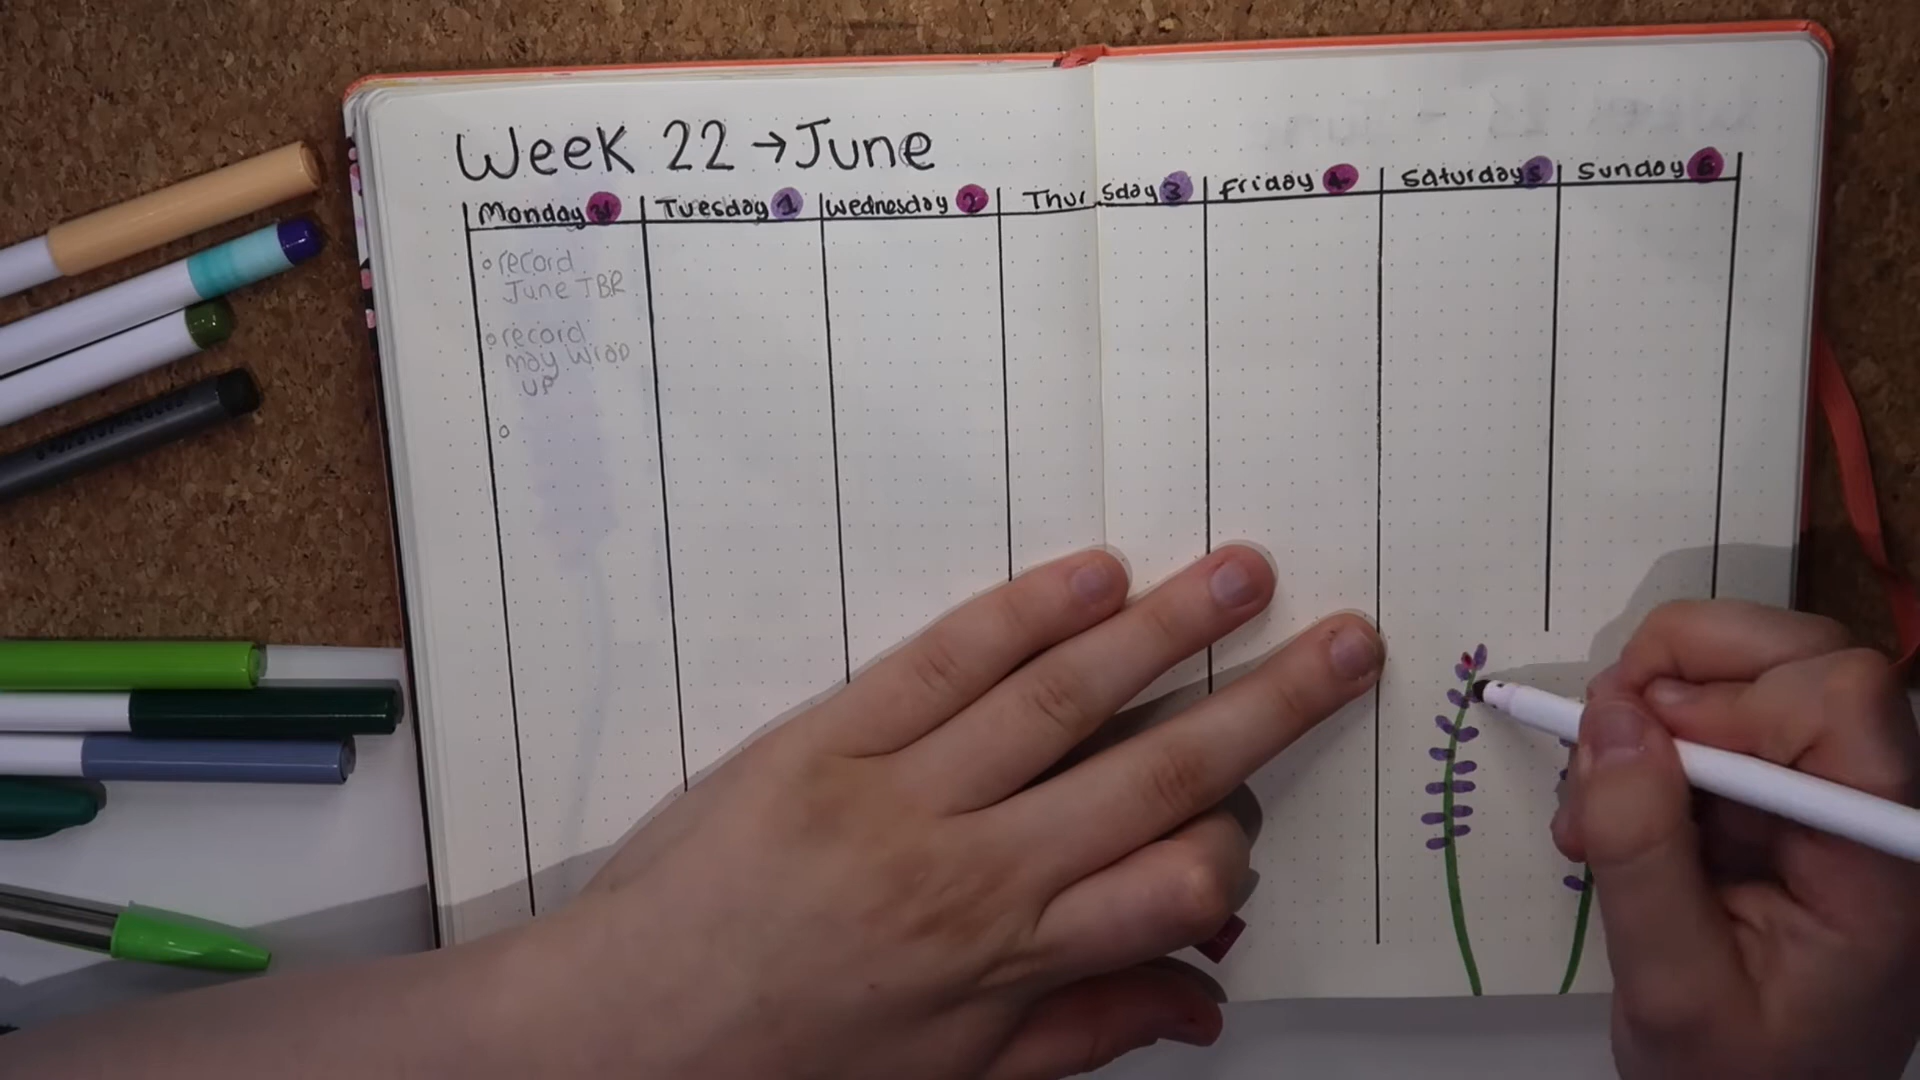 Week 22 → June
Monday 31 Tuesday 1 Wednesday 2 Thursday 3 Friday 4 Saturday 5 Sunday 6
record
June TBR
record
may wrap
up